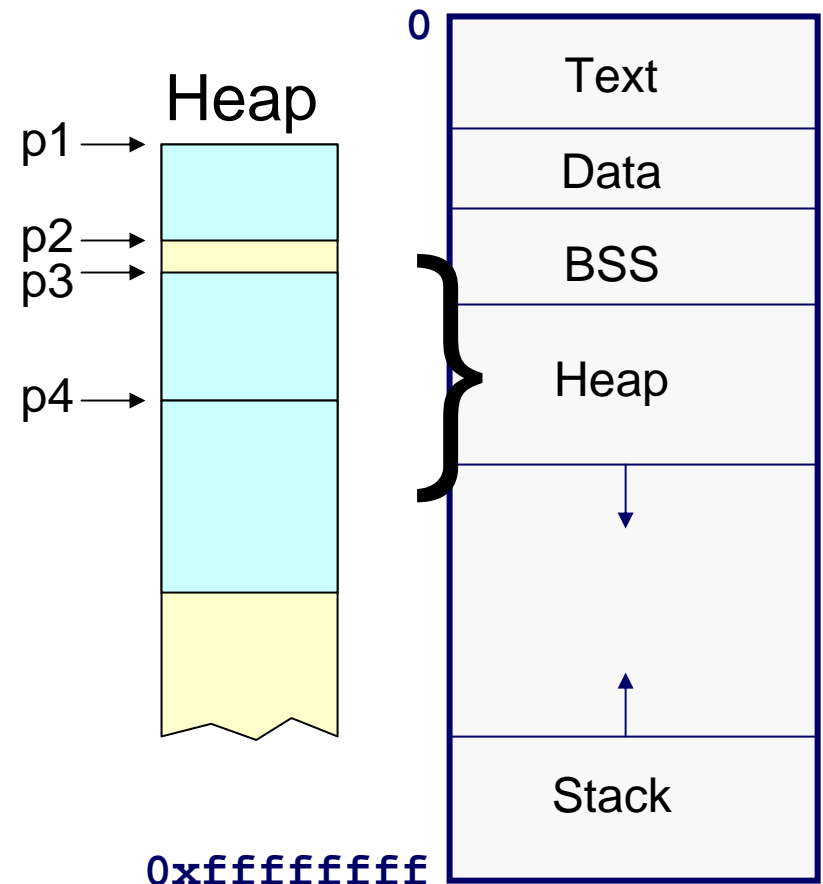 Heap
p1
p2
p3
p4
0
Text
Data
BSS
Heap
Stack
0xffffffff